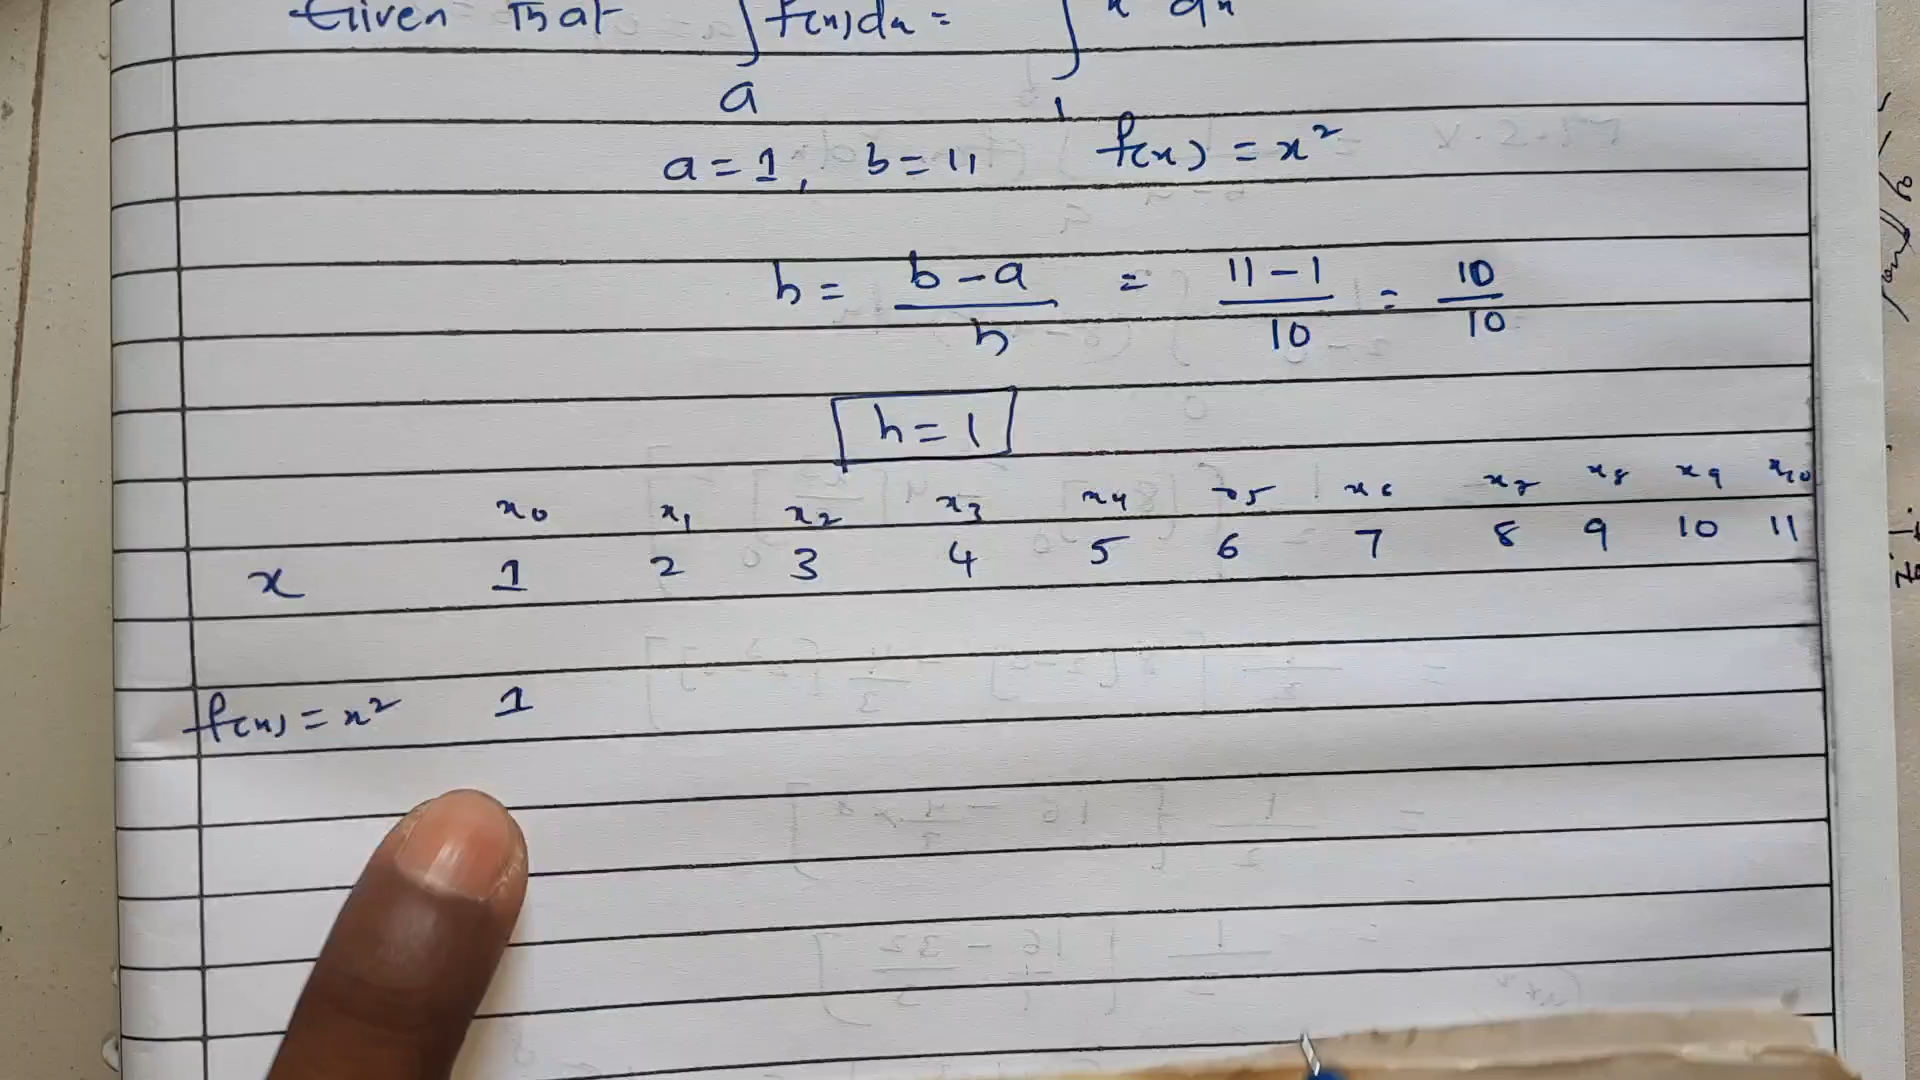 Given That ∫ f(x)dx = ∫ x dx
a 1
a = 1, b = 11 f(x) = x²
h = b - a / n = 11 - 1 / 10 = 10 / 10
h = 1
x₀ x₁ x₂ x₃ x₄ x₅ x₆ x₇ x₈ x₉ x₁₀
x 1 2 3 4 5 6 7 8 9 10 11
f(x) = x² 1